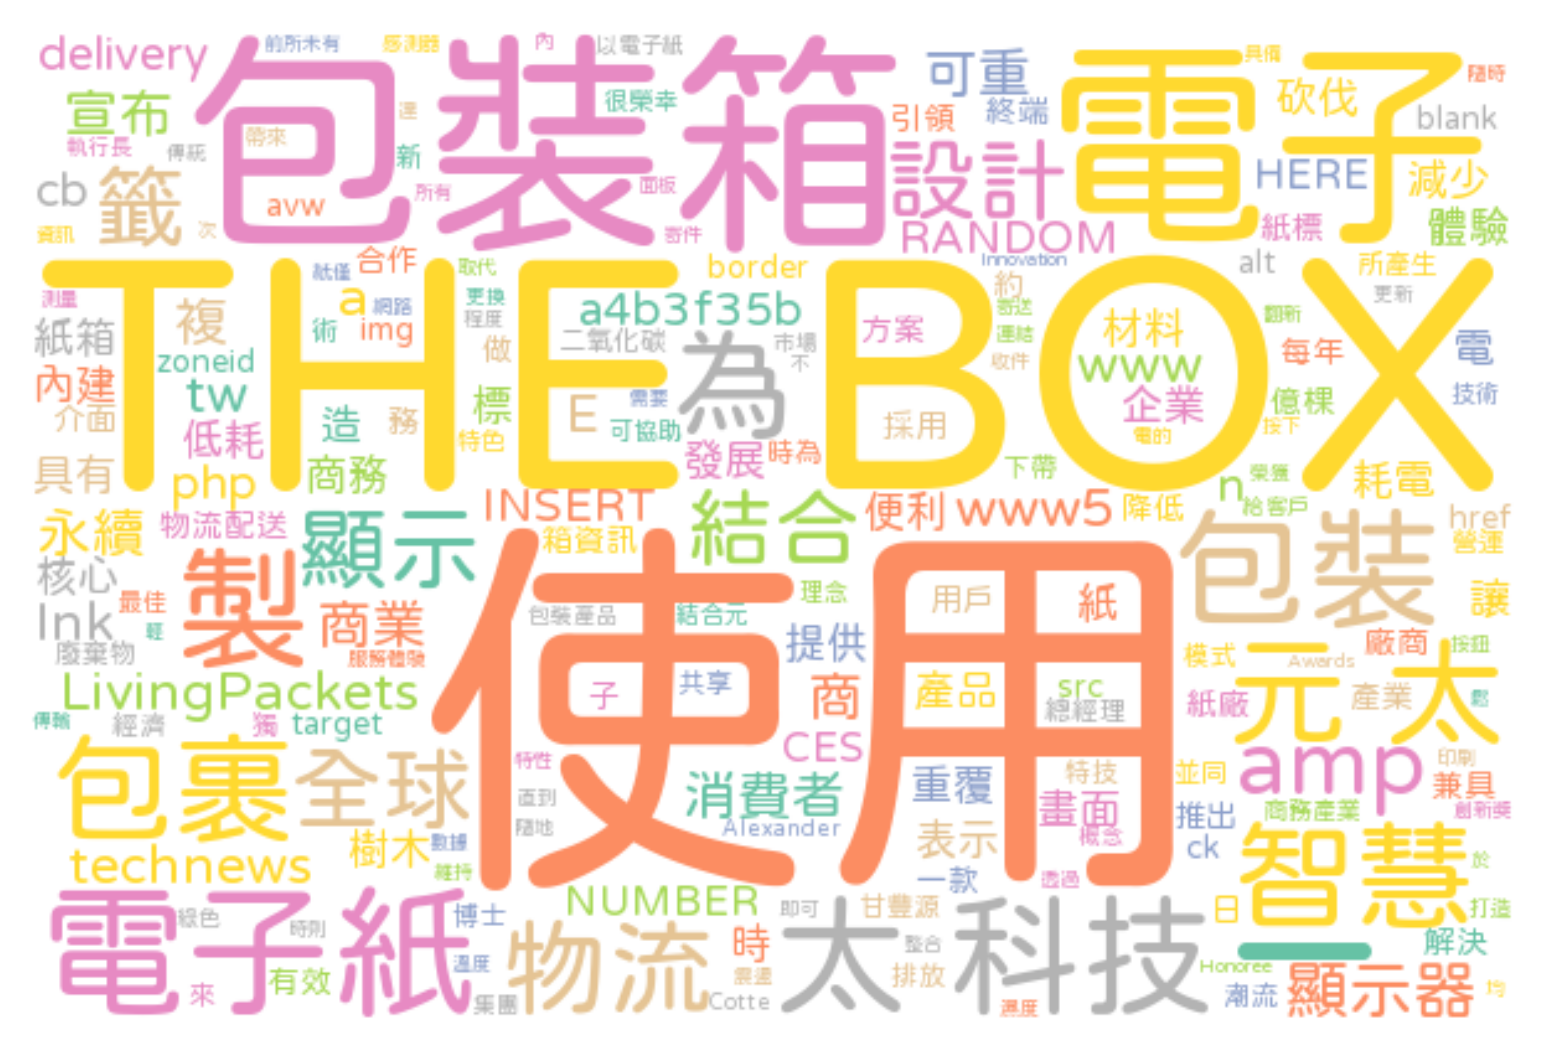 delivery 前所未有 感測器 內 以電子紙 具備 隨時
包裝箱 可重 電子 砍伐 blank
宣布 達 很榮幸 引領 終端
執行長 傳統 帶來 新 設計 HERE 減少
cb 籤 avw 所有 面板 RANDOM 紙標 體驗
資訊 次 寄件 Innovation
紙僅 合作 取代 border alt 所產生
THE BOX
測量 a 網路 更換 a4b3f35b 約 寄送 更新
紙箱 複 術 img 程度 二氧化碳 市場 方案 連結 材料 翻新 電
zoneid 做 為 不 收件 www 每年
內建 tw 需要 企業 億棵 技術
介面 造 務 標 E 可協助 採用 電的 按下
低耗 特色 發展 時為 下帶
具有 php 商務 n 榮獲 耗電
INSERT 結合 便利 www5 降低 給客戶
永續 物流配送 顯示 箱資訊 包裝 href
營運
核心 製 使用 理念 用戶 紙 讓
Ink 最佳 商業 包裝產品 結合元
輕 提供 廠商 按鈕
廢棄物 服務體驗 模式 Awards
LivingPackets 子 共享 商 產品 src 紙廠 元太 產業 鬆
傳輸 經濟 獨 target 總經理
包裹 全球 特性 CES amp 印刷
直到 消費者 重覆 特技 並同 兼具
隨地 Alexander 畫面 推出 商務產業 創新獎
樹木 數據 表示 概念 ck 智慧 於
technews 維持 一款 透過
電子紙 綠色 博士 NUMBER 即可 甘豐源 日 打造
時則 物流 時 太 整合 科技 一 解決
有效 溫度 震盪 排放 Honoree 顯示器
來 集團 Cotte 濕度 潮流 均